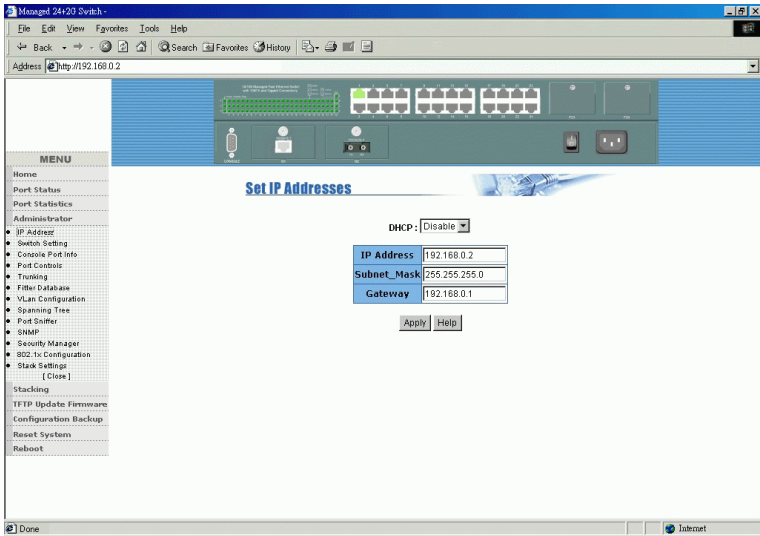 Managed 24+2G Switch -
File Edit View Favorites Tools Help
Back Search Favorites History
Address http://192.168.0.2
MENU
Home
Port Status
Port Statistics
Administrator
IP Address
Switch Setting
Console Port Info
Port Controls
Trunking
Filter Database
VLan Configuration
Spanning Tree
Port Sniffer
SNMP
Security Manager
802.1x Configuration
Stack Settings
[ Close ]
Stacking
TFTP Update Firmware
Configuration Backup
Reset System
Reboot
Set IP Addresses
DHCP : Disable
IP Address 192.168.0.2
Subnet_Mask 255.255.255.0
Gateway 192.168.0.1
Apply Help
Done Internet